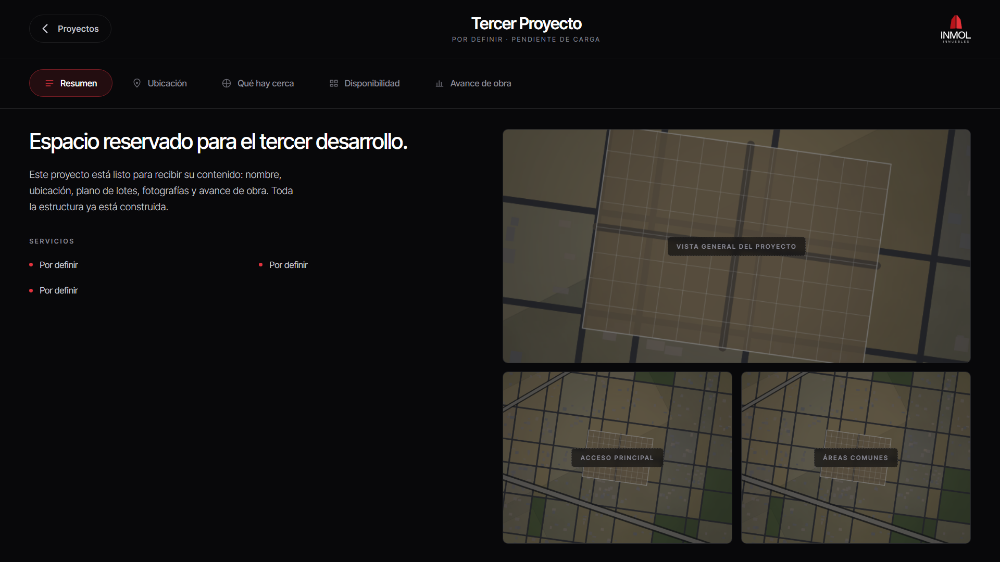 Proyectos
Tercer Proyecto
POR DEFINIR · PENDIENTE DE CARGA
INMOL
INMUEBLES
Resumen
Ubicación
Qué hay cerca
Disponibilidad
Avance de obra
Espacio reservado para el tercer desarrollo.
Este proyecto está listo para recibir su contenido: nombre,
ubicación, plano de lotes, fotografías y avance de obra. Toda
la estructura ya está construida.
SERVICIOS
Por definir
Por definir
Por definir
VISTA GENERAL DEL PROYECTO
ACCESO PRINCIPAL
ÁREAS COMUNES